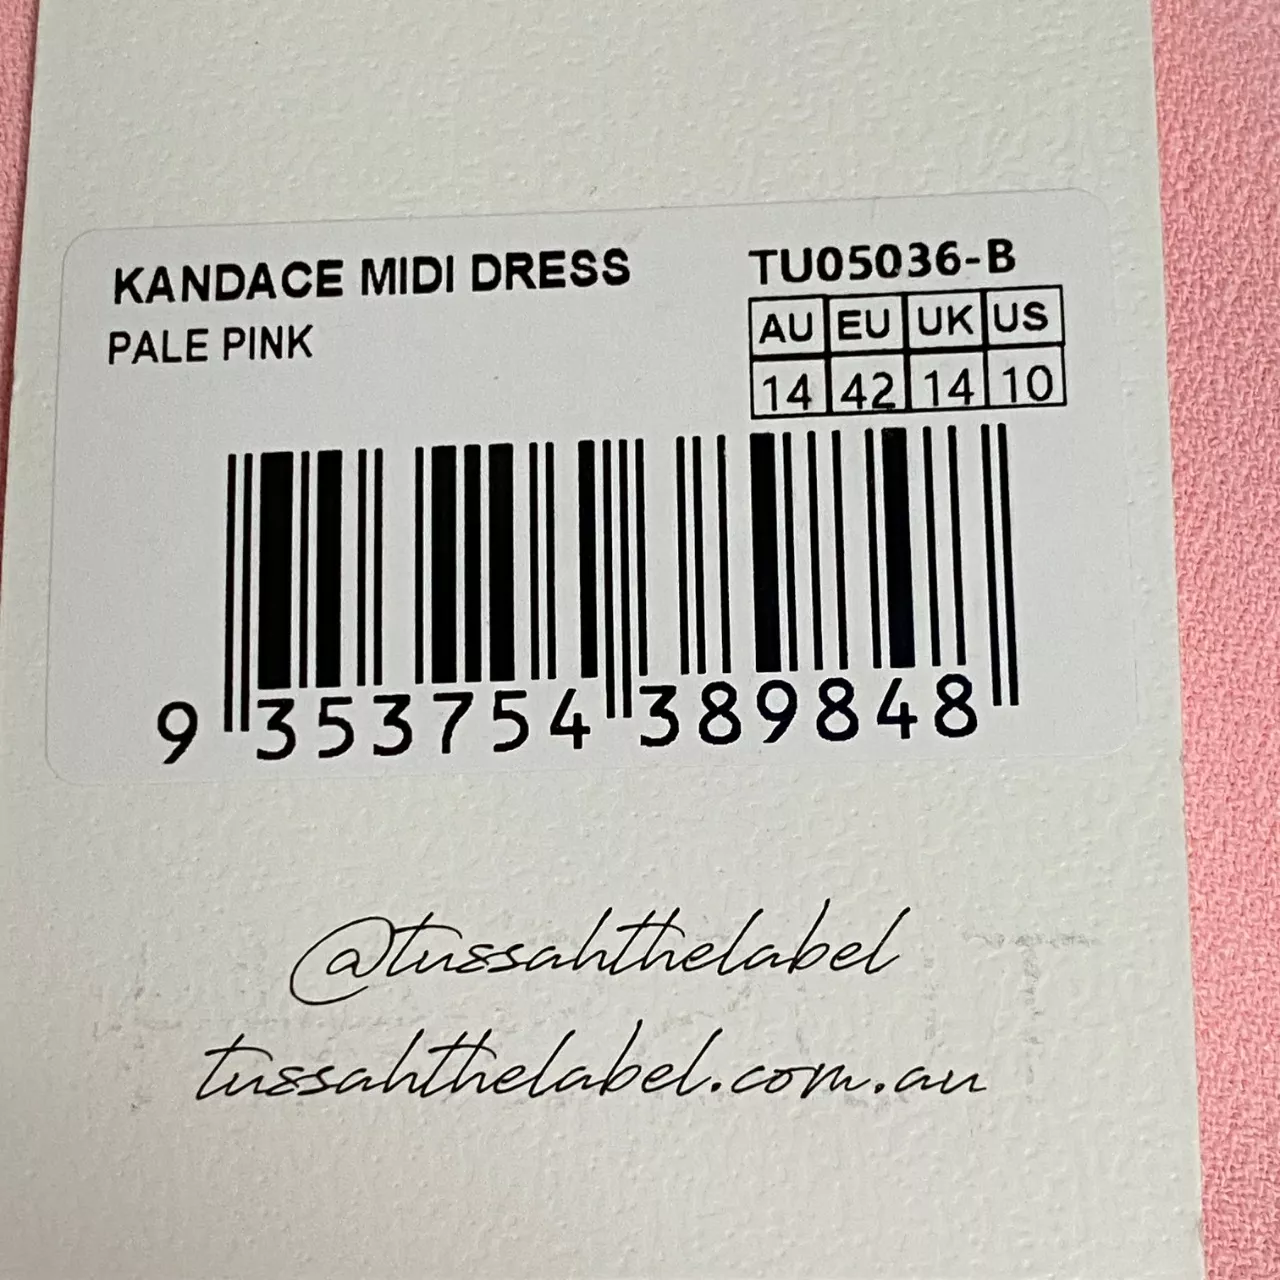 KANDACE MIDI DRESS
PALE PINK
TU05036-B
AU EU UK US
14 42 14 10
9 353754 389848
@tussahthelabel
tussahthelabel.com.au